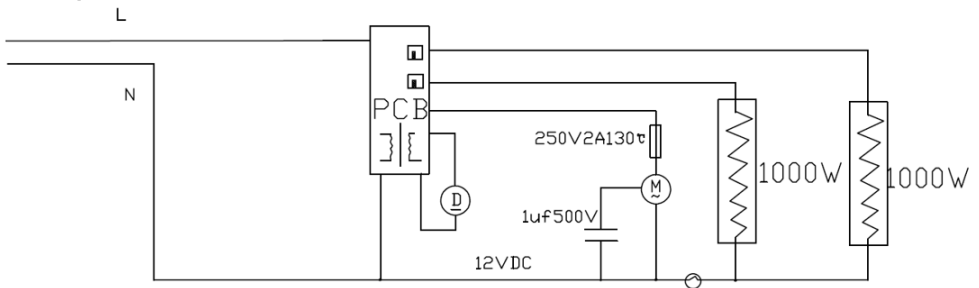 L
N
PCB
250V2A130℃
M
D
1uf500V
12VDC
1000W
1000W